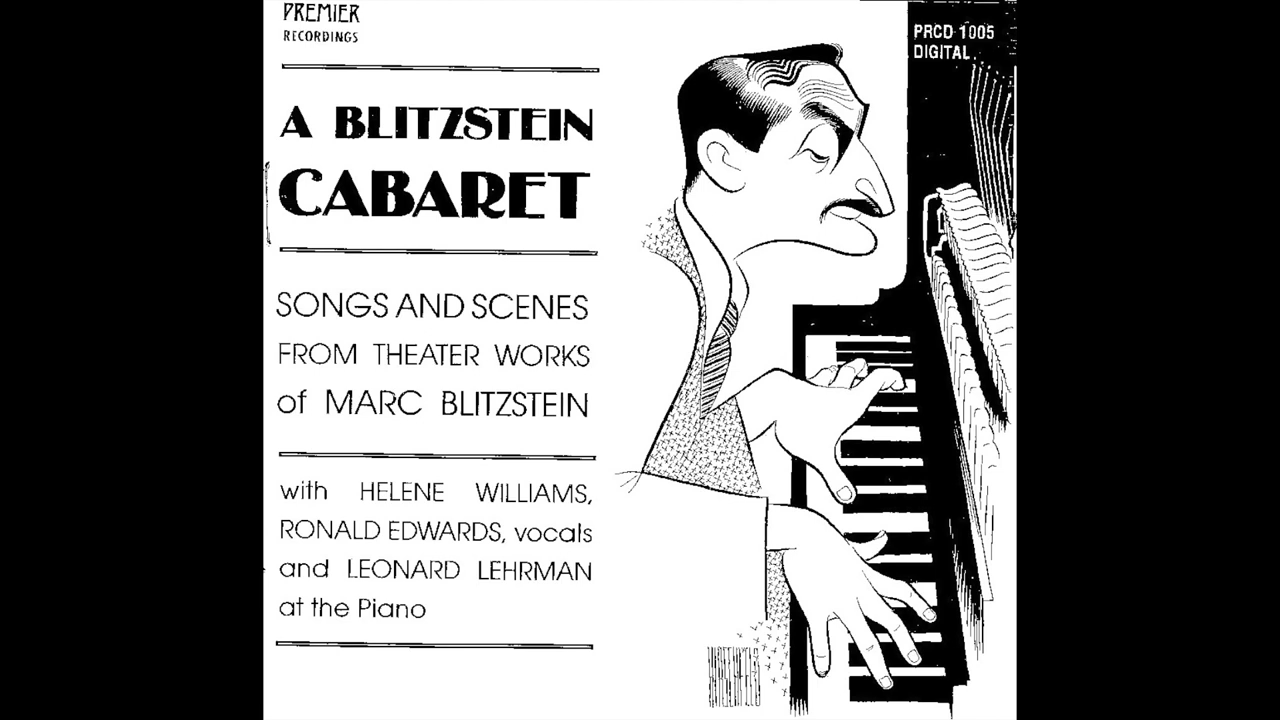 PREMIER
RECORDINGS
PRCD 1005
DIGITAL
A BLITZSTEIN
CABARET
SONGS AND SCENES
FROM THEATER WORKS
of MARC BLITZSTEIN
with HELENE WILLIAMS,
RONALD EDWARDS, vocals
and LEONARD LEHRMAN
at the Piano